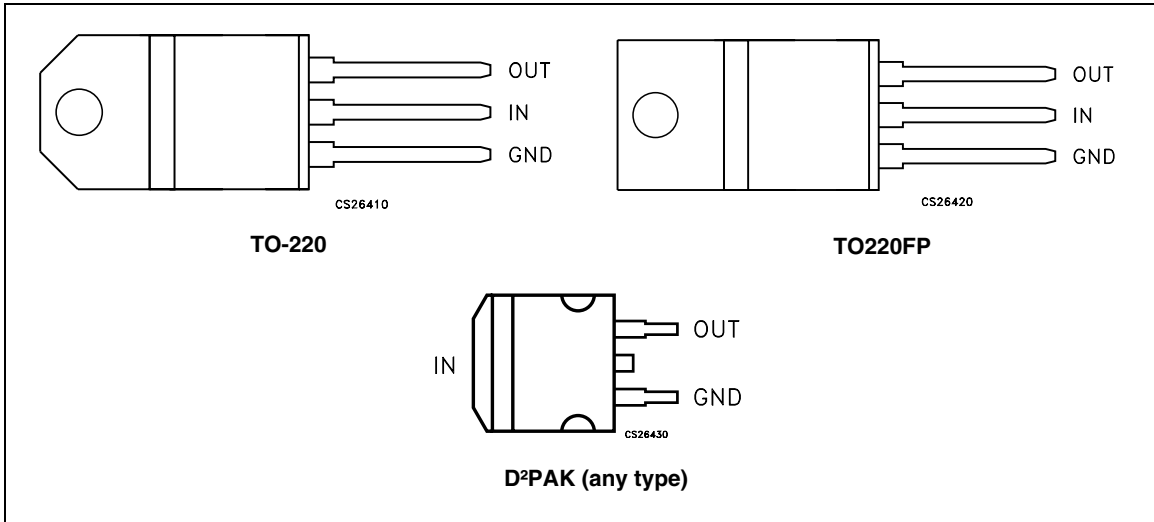 OUT
IN
GND
CS26410
TO-220
OUT
IN
GND
CS26420
TO220FP
IN
OUT
GND
CS26430
D²PAK (any type)